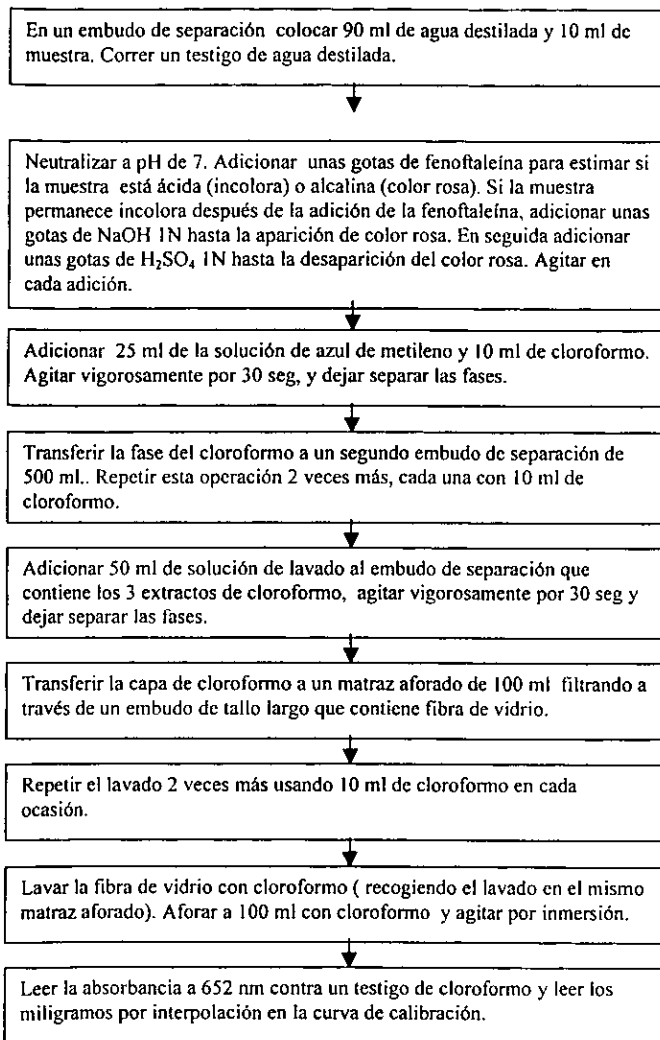 En un embudo de separación colocar 90 ml de agua destilada y 10 ml de
muestra. Correr un testigo de agua destilada.
Neutralizar a pH de 7. Adicionar unas gotas de fenoftaleína para estimar si
la muestra está ácida (incolora) o alcalina (color rosa). Si la muestra
permanece incolora después de la adición de la fenoftaleína, adicionar unas
gotas de NaOH 1N hasta la aparición de color rosa. En seguida adicionar
unas gotas de H₂SO₄ 1N hasta la desaparición del color rosa. Agitar en
cada adición.
Adicionar 25 ml de la solución de azul de metileno y 10 ml de cloroformo.
Agitar vigorosamente por 30 seg, y dejar separar las fases.
Transferir la fase del cloroformo a un segundo embudo de separación de
500 ml.. Repetir esta operación 2 veces más, cada una con 10 ml de
cloroformo.
Adicionar 50 ml de solución de lavado al embudo de separación que
contiene los 3 extractos de cloroformo, agitar vigorosamente por 30 seg y
dejar separar las fases.
Transferir la capa de cloroformo a un matraz aforado de 100 ml filtrando a
través de un embudo de tallo largo que contiene fibra de vidrio.
Repetir el lavado 2 veces más usando 10 ml de cloroformo en cada
ocasión.
Lavar la fibra de vidrio con cloroformo ( recogiendo el lavado en el mismo
matraz aforado). Aforar a 100 ml con cloroformo y agitar por inmersión.
Leer la absorbancia a 652 nm contra un testigo de cloroformo y leer los
miligramos por interpolación en la curva de calibración.